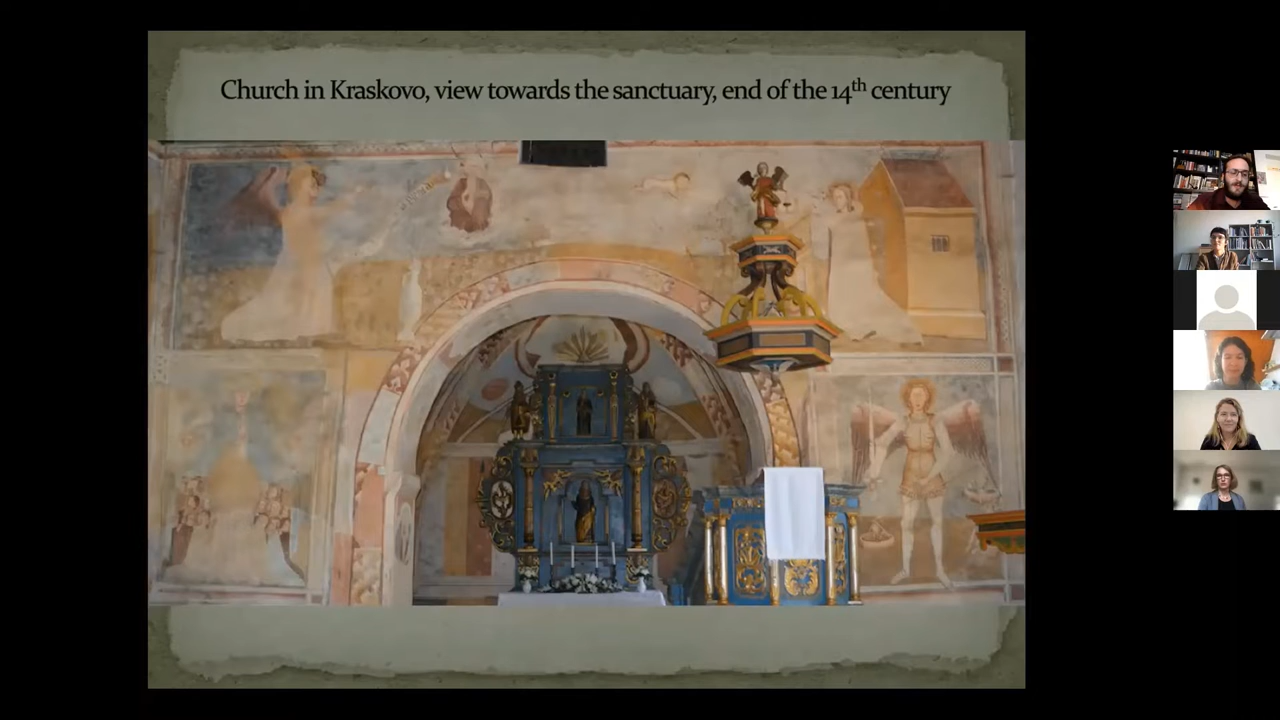 Church in Kraskovo, view towards the sanctuary, end of the 14th century